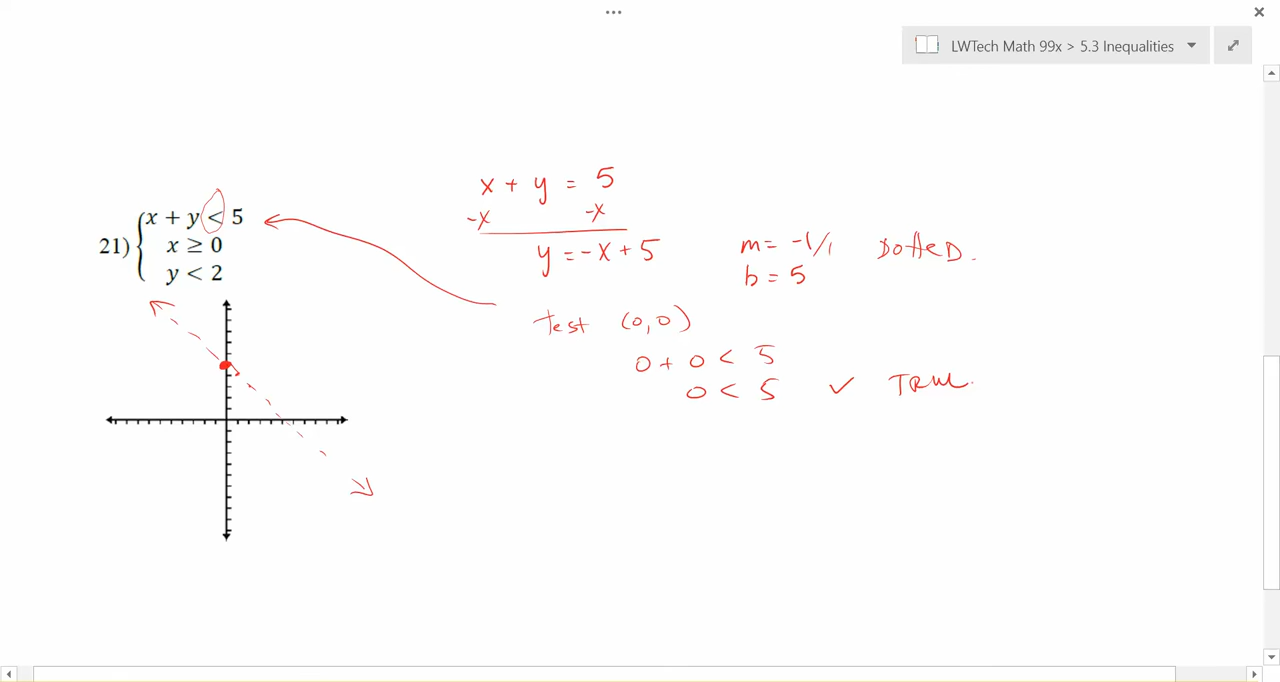 LWTech Math 99x > 5.3 Inequalities
21) { x + y < 5
x ≥ 0
y < 2
x + y = 5
-x -x
y = -x + 5
m = -1/1 DotteD.
b = 5
Test (0,0)
0 + 0 < 5
0 < 5 ✓ TRUE.